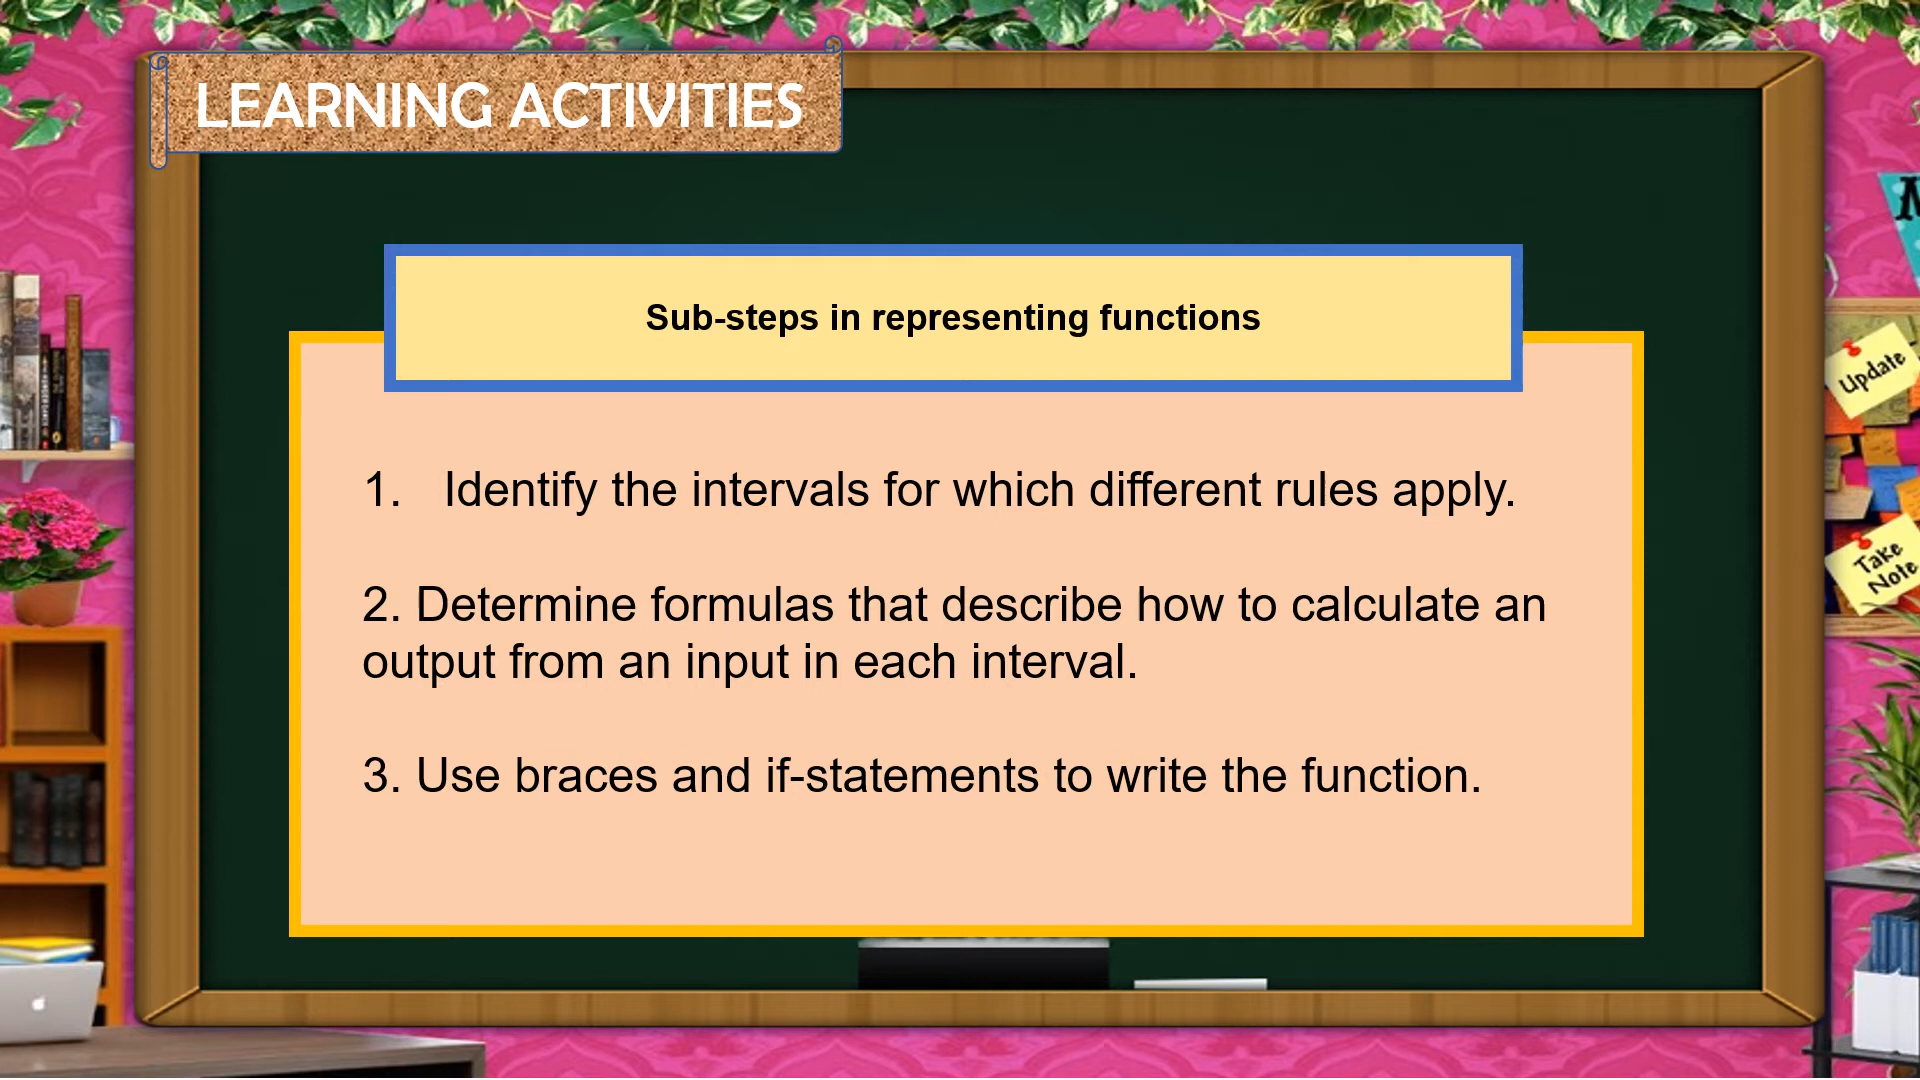 LEARNING ACTIVITIES
Sub-steps in representing functions
1. Identify the intervals for which different rules apply.
2. Determine formulas that describe how to calculate an
output from an input in each interval.
3. Use braces and if-statements to write the function.
Update
Take
Note